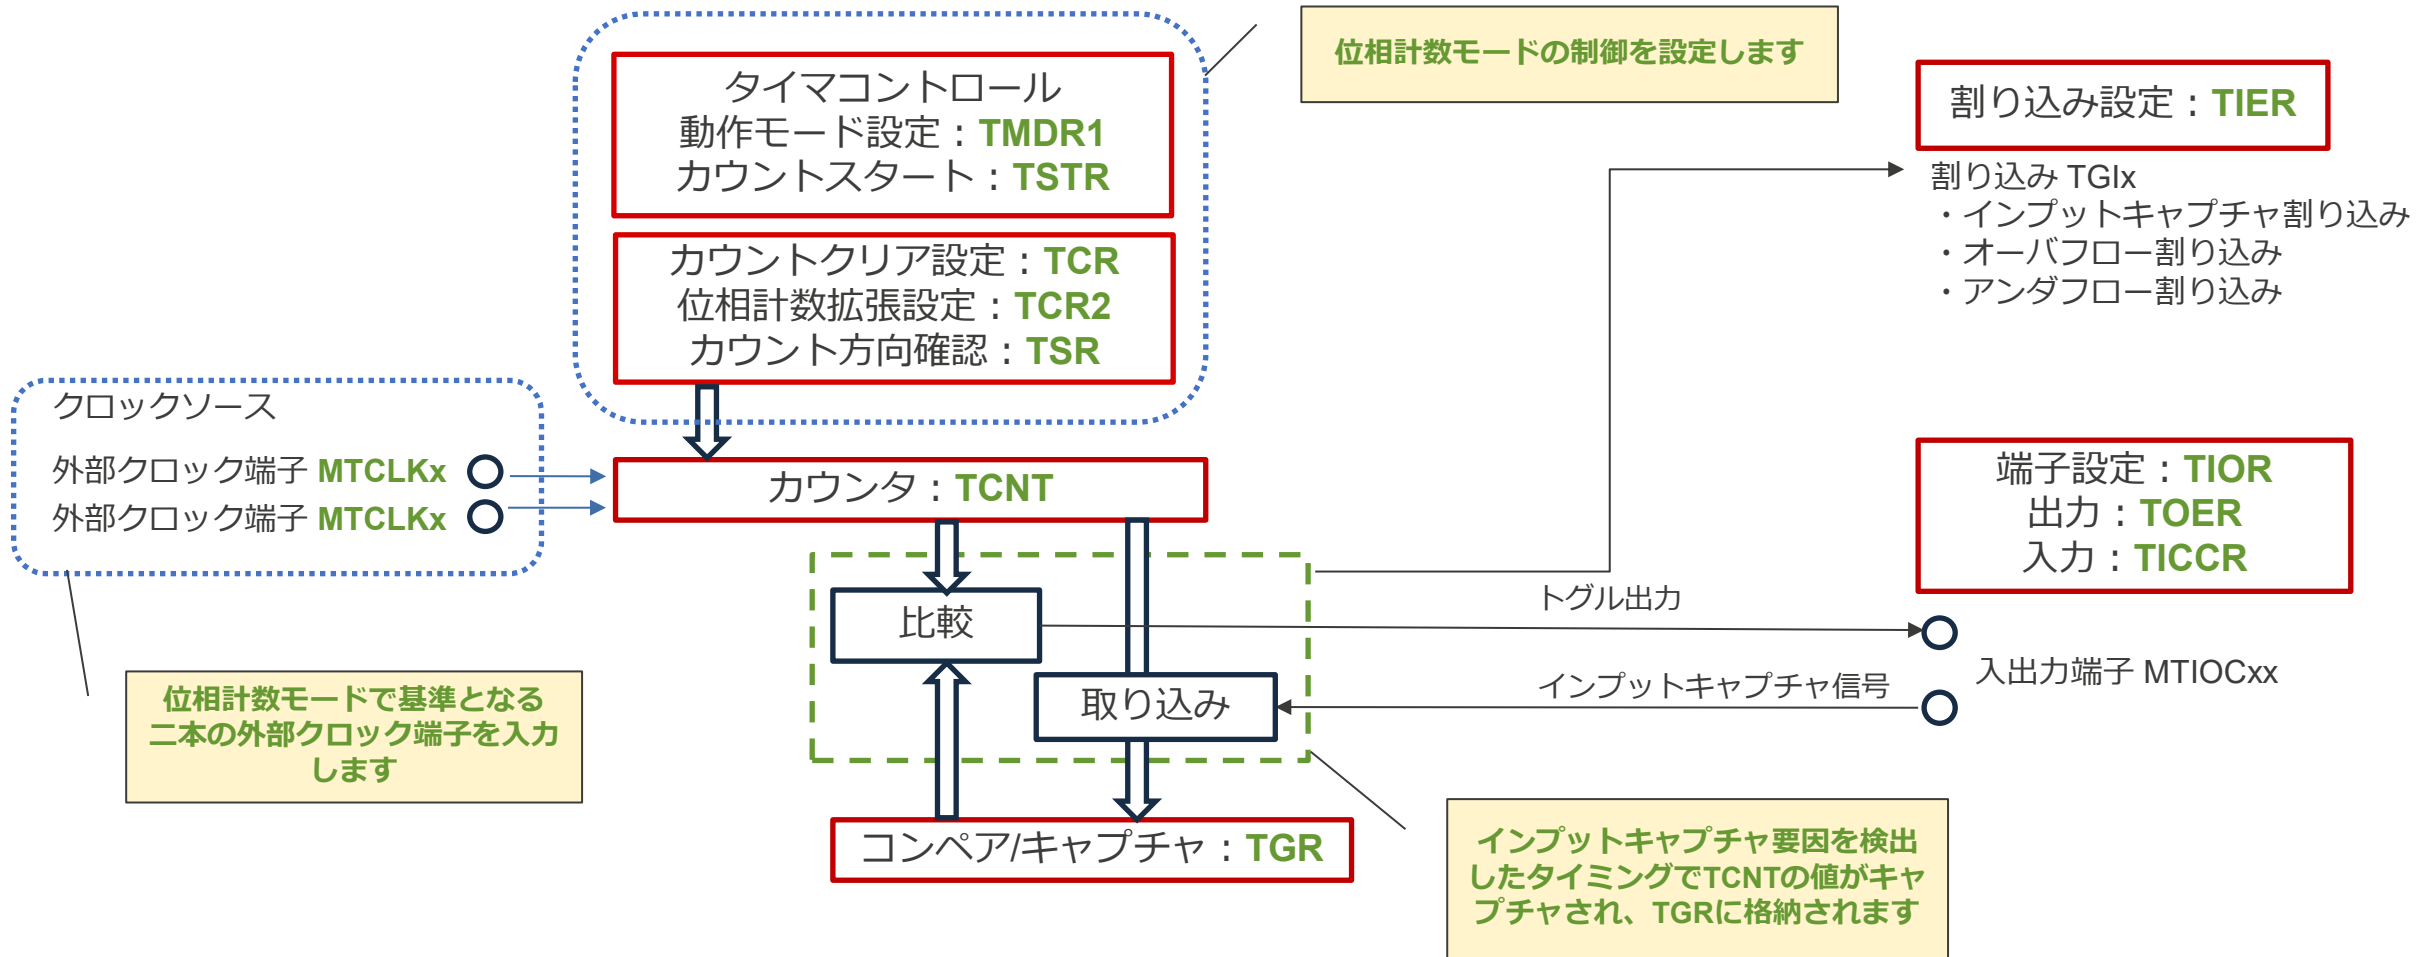 位相計数モードの制御を設定します
タイマコントロール
動作モード設定：TMDR1
カウントスタート：TSTR
カウントクリア設定：TCR
位相計数拡張設定：TCR2
カウント方向確認：TSR
割り込み設定：TIER
割り込み TGIx
・インプットキャプチャ割り込み
・オーバフロー割り込み
・アンダフロー割り込み
クロックソース
外部クロック端子 MTCLKx
外部クロック端子 MTCLKx
カウンタ：TCNT
端子設定：TIOR
出力：TOER
入力：TICCR
比較
トグル出力
取り込み
インプットキャプチャ信号
入出力端子 MTIOCxx
位相計数モードで基準となる
二本の外部クロック端子を入力
します
コンペア/キャプチャ：TGR
インプットキャプチャ要因を検出
したタイミングでTCNTの値がキャ
プチャされ、TGRに格納されます